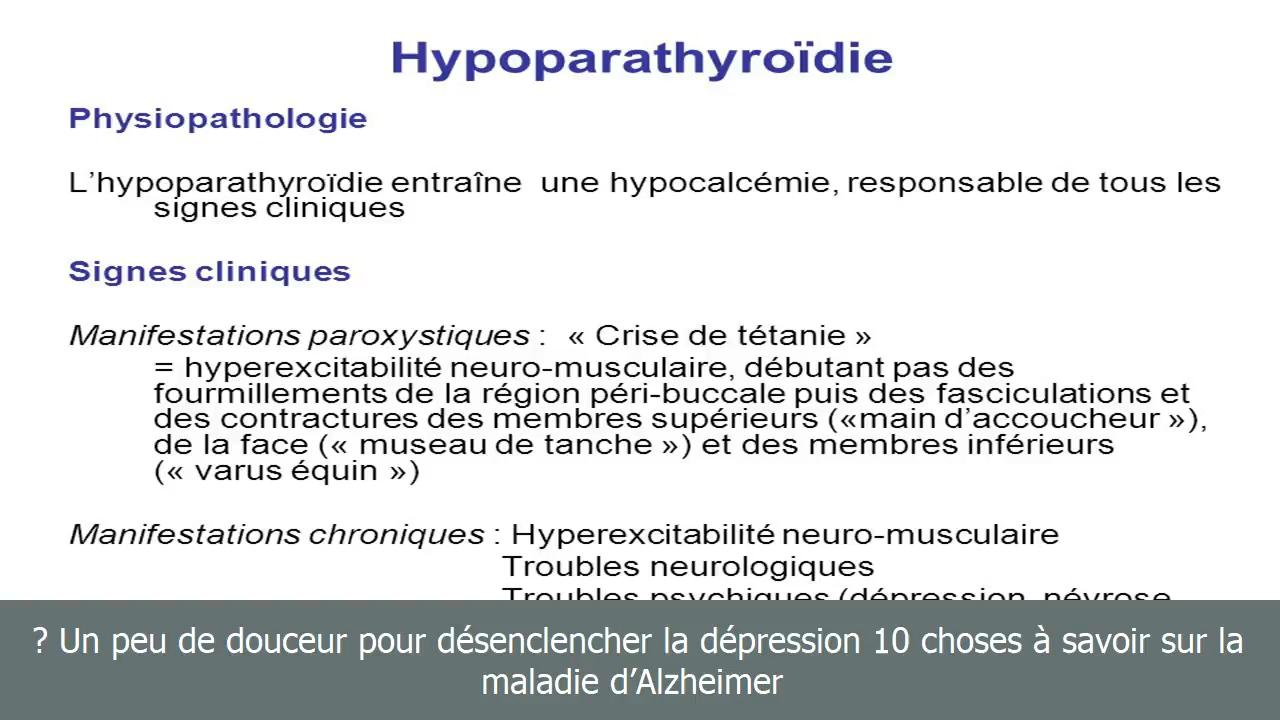 Hypoparathyroïdie
Physiopathologie
L’hypoparathyroïdie entraîne une hypocalcémie, responsable de tous les
signes cliniques
Signes cliniques
Manifestations paroxystiques : « Crise de tétanie »
= hyperexcitabilité neuro-musculaire, débutant pas des
fourmillements de la région péri-buccale puis des fasciculations et
des contractures des membres supérieurs («main d’accoucheur »),
de la face (« museau de tanche ») et des membres inférieurs
(« varus équin »)
Manifestations chroniques : Hyperexcitabilité neuro-musculaire
Troubles neurologiques
Troubles psychiques (dépression, névrose
? Un peu de douceur pour désenclencher la dépression 10 choses à savoir sur la
maladie d’Alzheimer